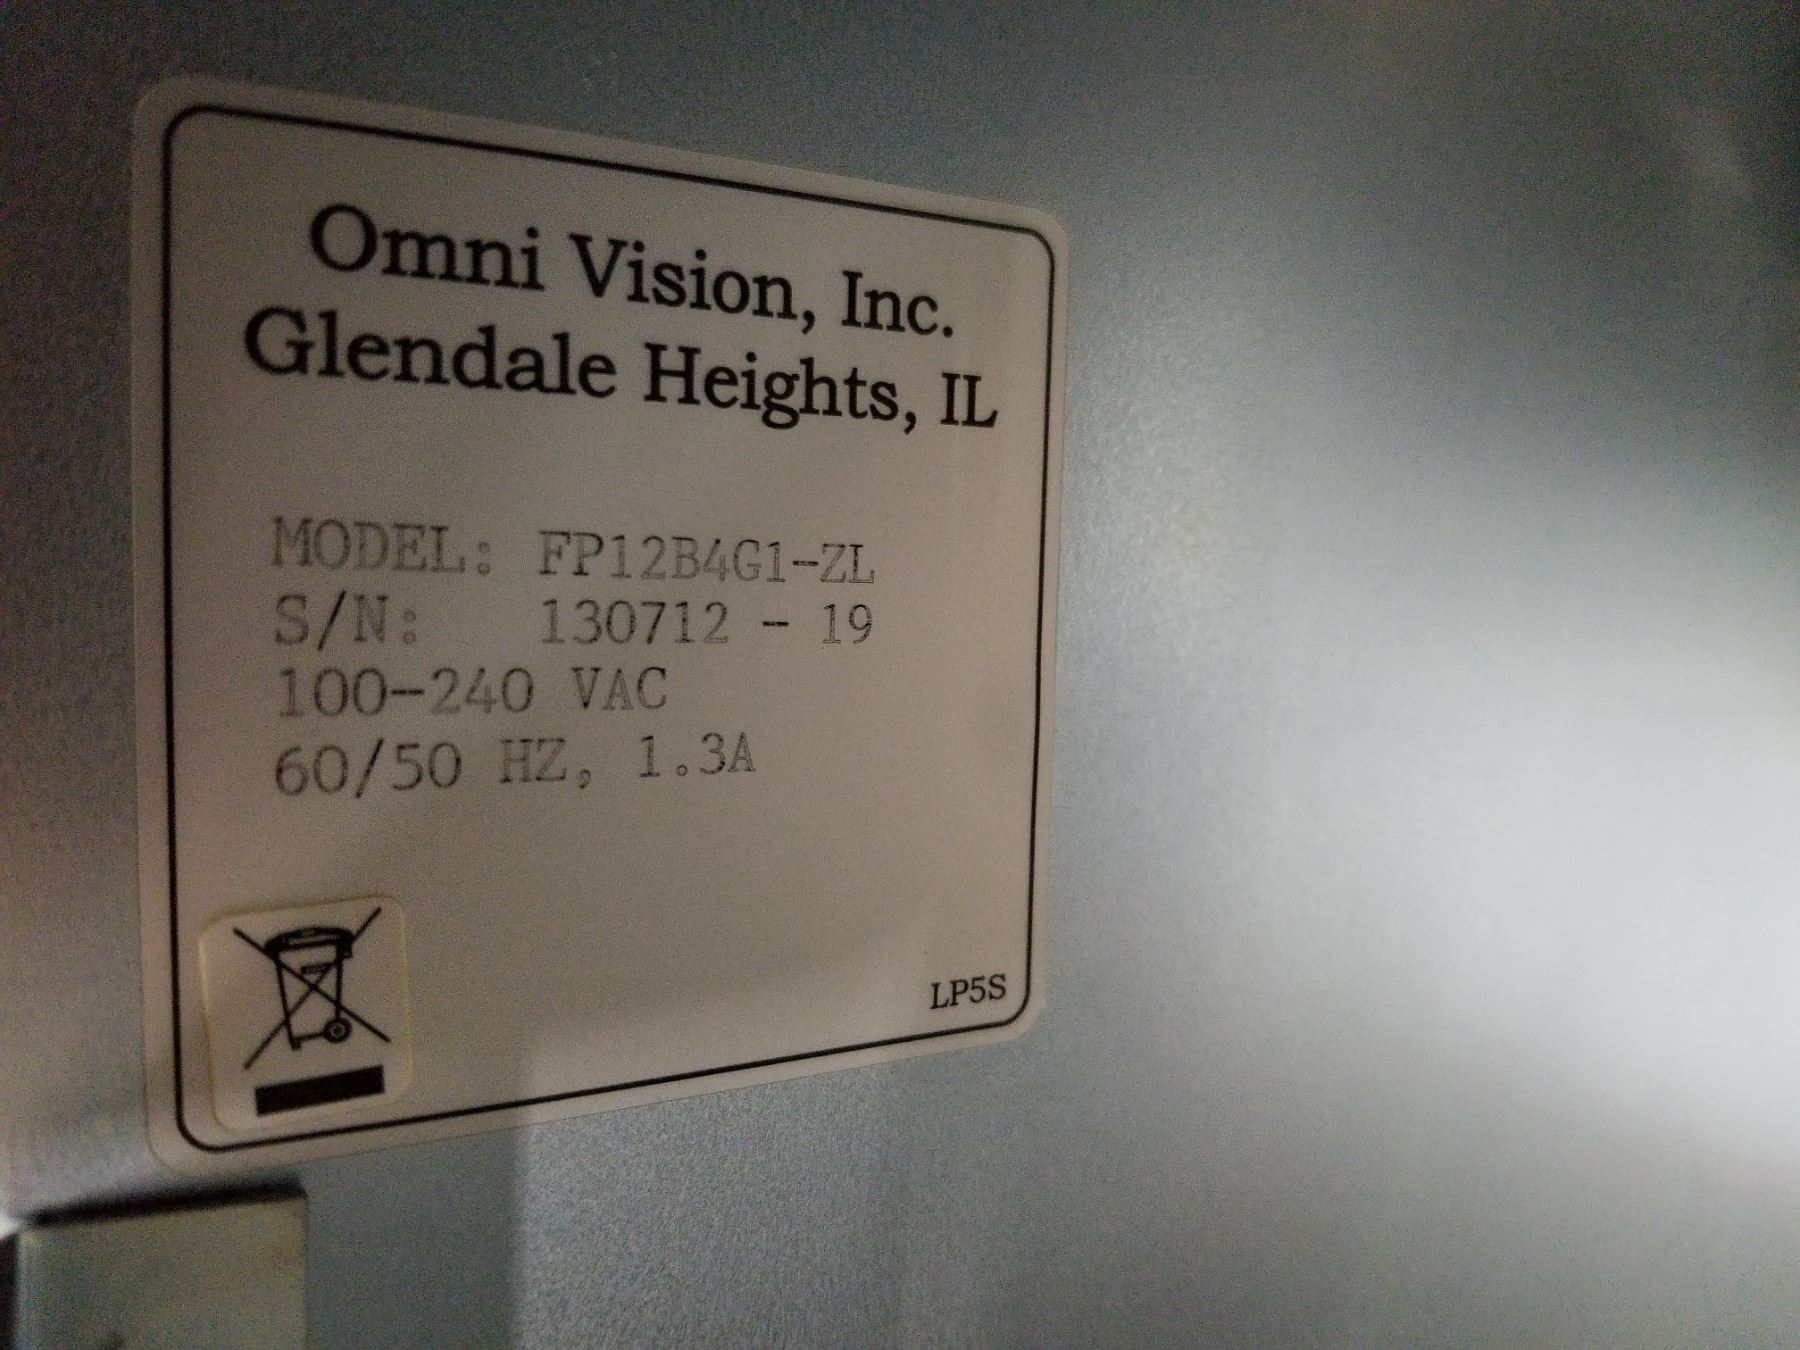 Omni Vision, Inc.
Glendale Heights, IL
MODEL: FP12B4G1-ZL
S/N: 130712 - 19
100-240 VAC
60/50 HZ, 1.3A
LP5S